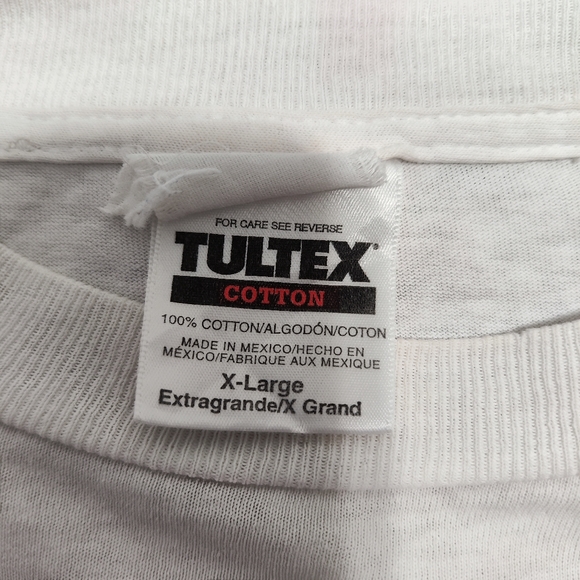 FOR CARE SEE REVERSE
TULTEX®
COTTON
100% COTTON/ALGODÓN/COTON
MADE IN MEXICO/HECHO EN
MÉXICO/FABRIQUE AUX MEXIQUE
X-Large
Extragrande/X Grand